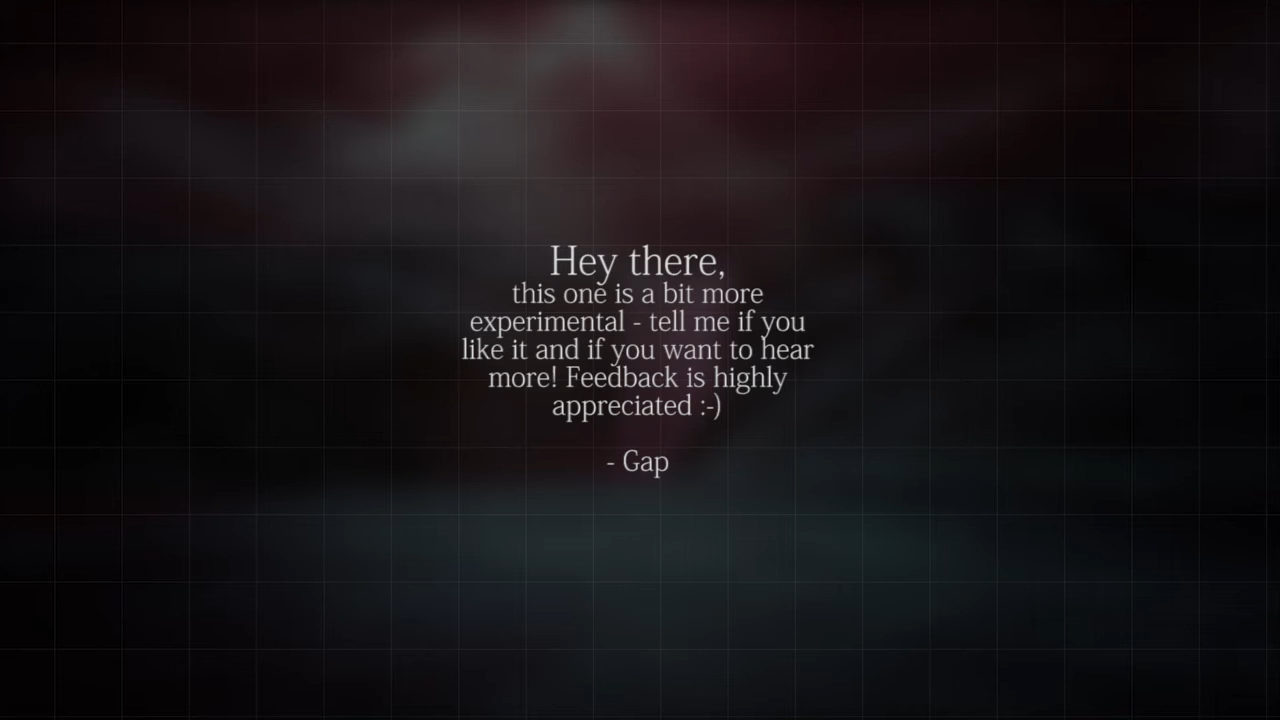 Hey there,
this one is a bit more
experimental - tell me if you
like it and if you want to hear
more! Feedback is highly
appreciated :-)
- Gap